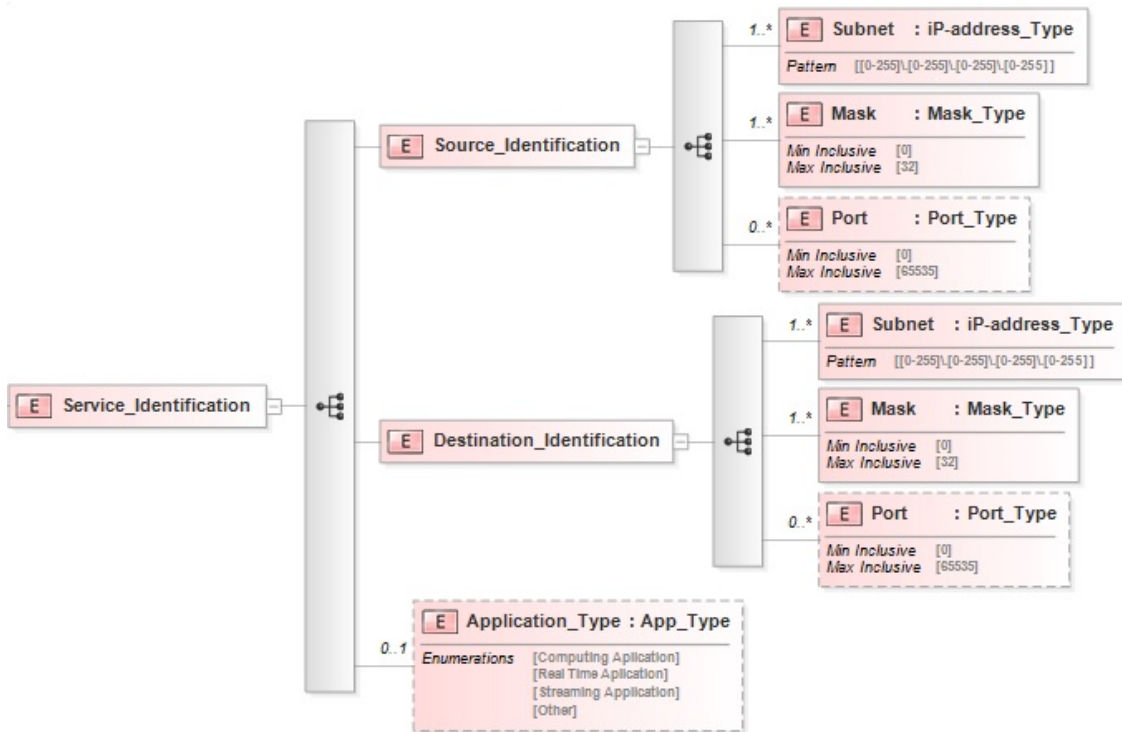 1..*
E Subnet : iP-address_Type
Pattern [[0-255]\.[0-255]\.[0-255]\.[0-255]]
1..*
E Mask : Mask_Type
Min Inclusive [0]
Max Inclusive [32]
E Source_Identification
0..*
E Port : Port_Type
Min Inclusive [0]
Max Inclusive [65535]
1..*
E Subnet : iP-address_Type
Pattern [[0-255]\.[0-255]\.[0-255]\.[0-255]]
E Service_Identification
1..*
E Mask : Mask_Type
Min Inclusive [0]
Max Inclusive [32]
E Destination_Identification
0..*
E Port : Port_Type
Min Inclusive [0]
Max Inclusive [65535]
0..1
E Application_Type : App_Type
Enumerations [Computing Aplication]
[Real Time Aplication]
[Streaming Application]
[Other]